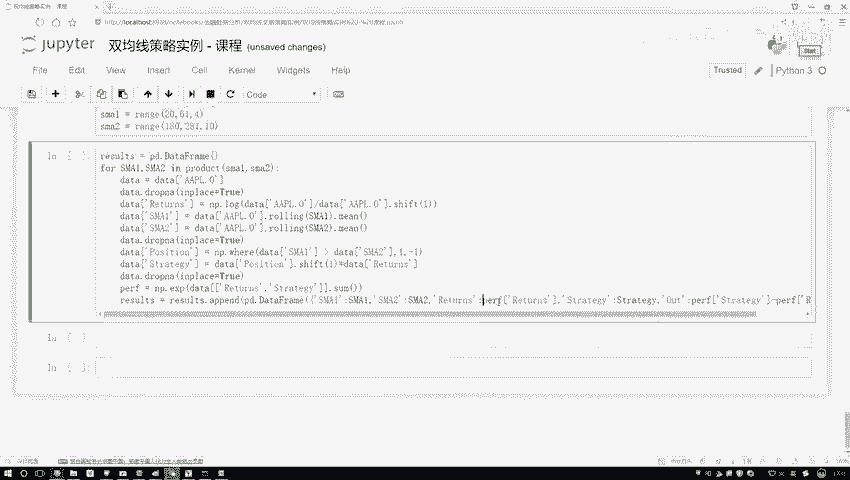 jupyter 双均线策略实例 - 课程 (unsaved changes)
File Edit View Insert Cell Kernel Widgets Help
Trusted Python 3
Code
sma1 = range(20,61,4)
sma2 = range(180,281,10)
In [ ]: results = pd.DataFrame()
for SMA1,SMA2 in product(sma1,sma2):
data = data['AAPL.O']
data.dropna(inplace=True)
data['Returns'] = np.log(data['AAPL.O']/data['AAPL.O'].shift(1))
data['SMA1'] = data['AAPL.O'].rolling(SMA1).mean()
data['SMA2'] = data['AAPL.O'].rolling(SMA2).mean()
data.dropna(inplace=True)
data['Position'] = np.where(data['SMA1'] > data['SMA2'],1,-1)
data['Strategy'] = data['Position'].shift(1)*data['Returns']
data.dropna(inplace=True)
perf = np.exp(data[['Returns','Strategy']].sum())
results = results.append(pd.DataFrame({'SMA1':SMA1,'SMA2':SMA2,'Returns':perf['Returns'],'Strategy':Strategy,'Out':perf['Strategy']-perf['R
In [ ]:
In [ ]: